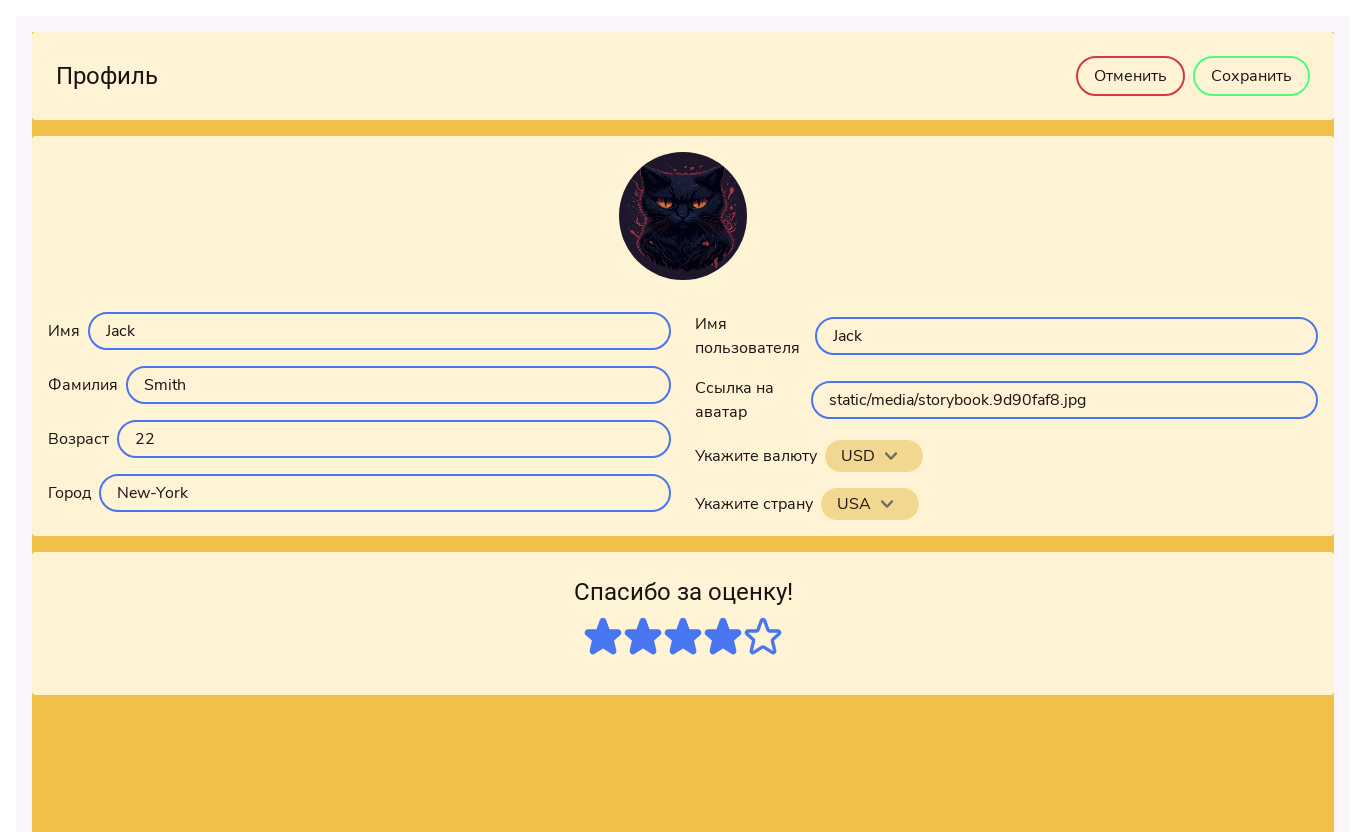 Профиль
Отменить
Сохранить
Имя
Jack
Фамилия
Smith
Возраст
22
Город
New-York
Имя
пользователя
Jack
Ссылка на
аватар
static/media/storybook.9d90faf8.jpg
Укажите валюту
USD
Укажите страну
USA
Спасибо за оценку!